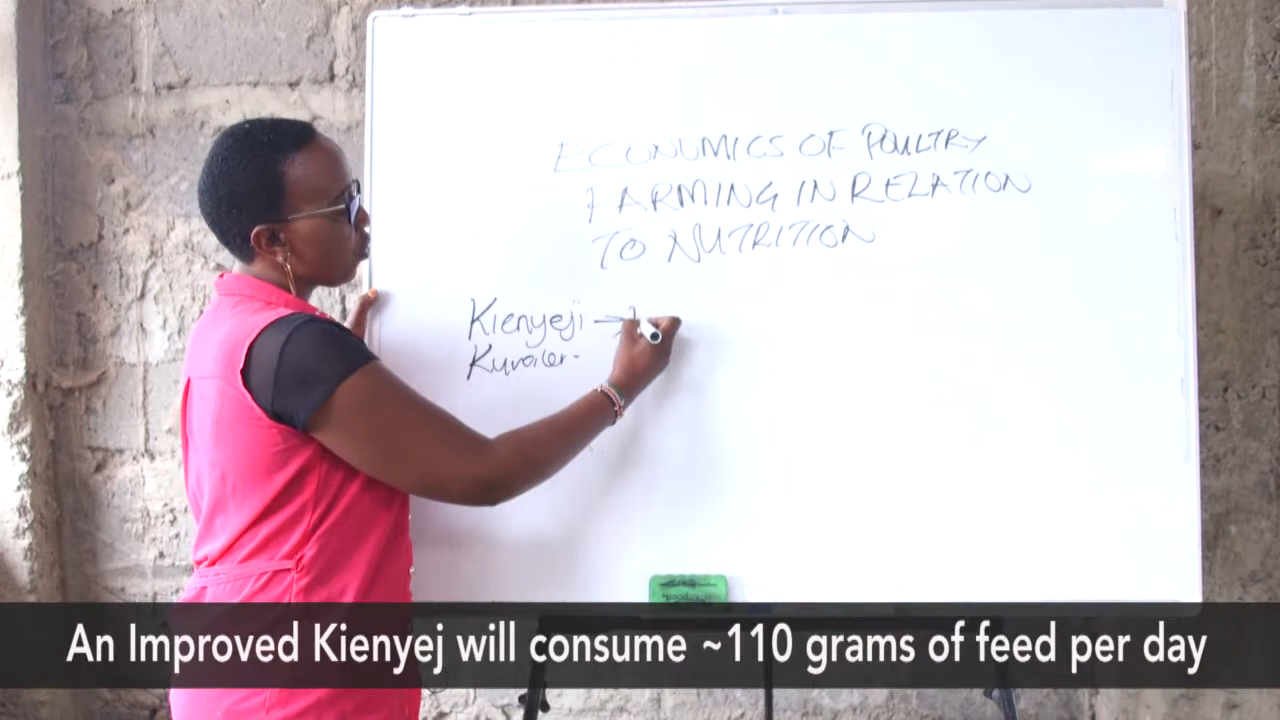 ECONOMICS OF POULTRY
FARMING IN RELATION
TO NUTRITION
Kienyeji →
Kuroiler -
An Improved Kienyej will consume ~110 grams of feed per day